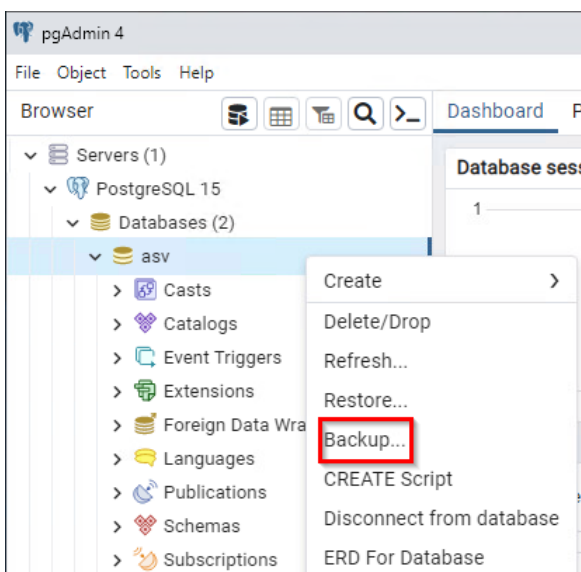 pgAdmin 4
File Object Tools Help
Browser
Dashboard
Servers (1)
Database
PostgreSQL 15
1
Databases (2)
asv
Casts
Catalogs
Event Triggers
Extensions
Foreign Data
Languages
Publications
Schemas
Subscriptions
Create
Delete/Drop
Refresh...
Restore...
Backup...
CREATE Script
Disconnect from database
ERD For Database